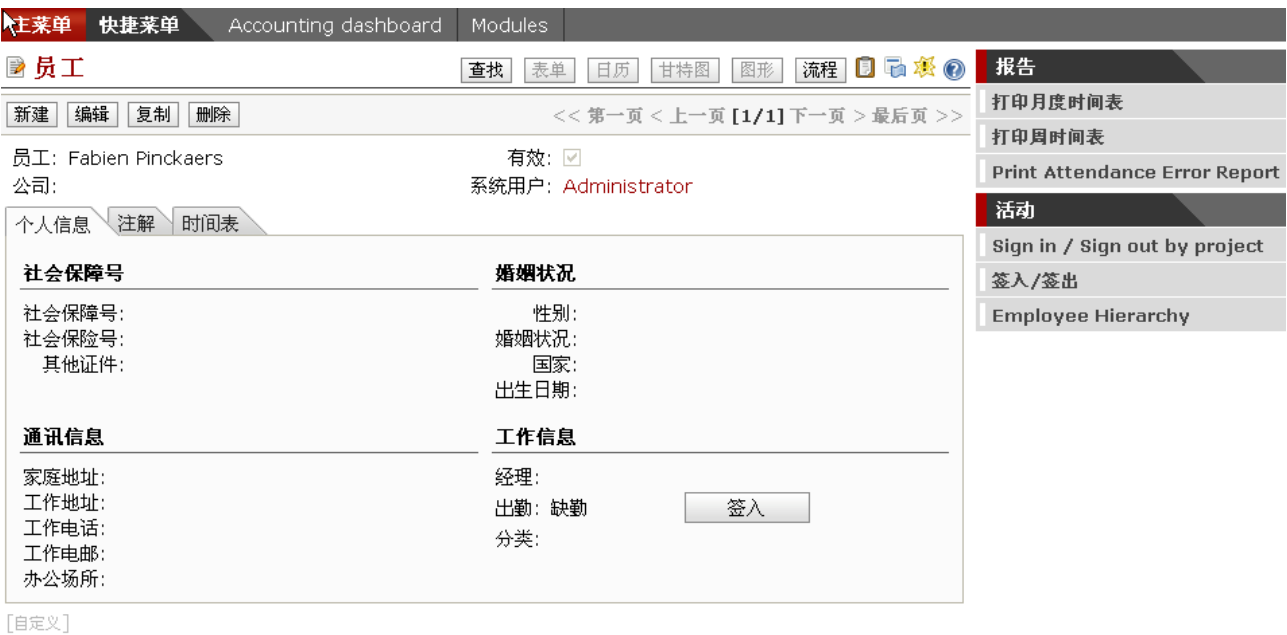 主菜单 快捷菜单 Accounting dashboard Modules
员工 查找 表单 日历 甘特图 图形 流程
新建 编辑 复制 删除 << 第一页 < 上一页 [1/1] 下一页 > 最后页 >>
员工: Fabien Pinckaers 有效:
公司: 系统用户: Administrator
个人信息 注解 时间表
社会保障号 婚姻状况
社会保障号: 性别:
社会保险号: 婚姻状况:
其他证件: 国家:
出生日期:
通讯信息 工作信息
家庭地址: 经理:
工作地址: 出勤: 缺勤 签入
工作电话: 分类:
工作电邮:
办公场所:
[自定义]
报告
打印月度时间表
打印周时间表
Print Attendance Error Report
活动
Sign in / Sign out by project
签入/签出
Employee Hierarchy